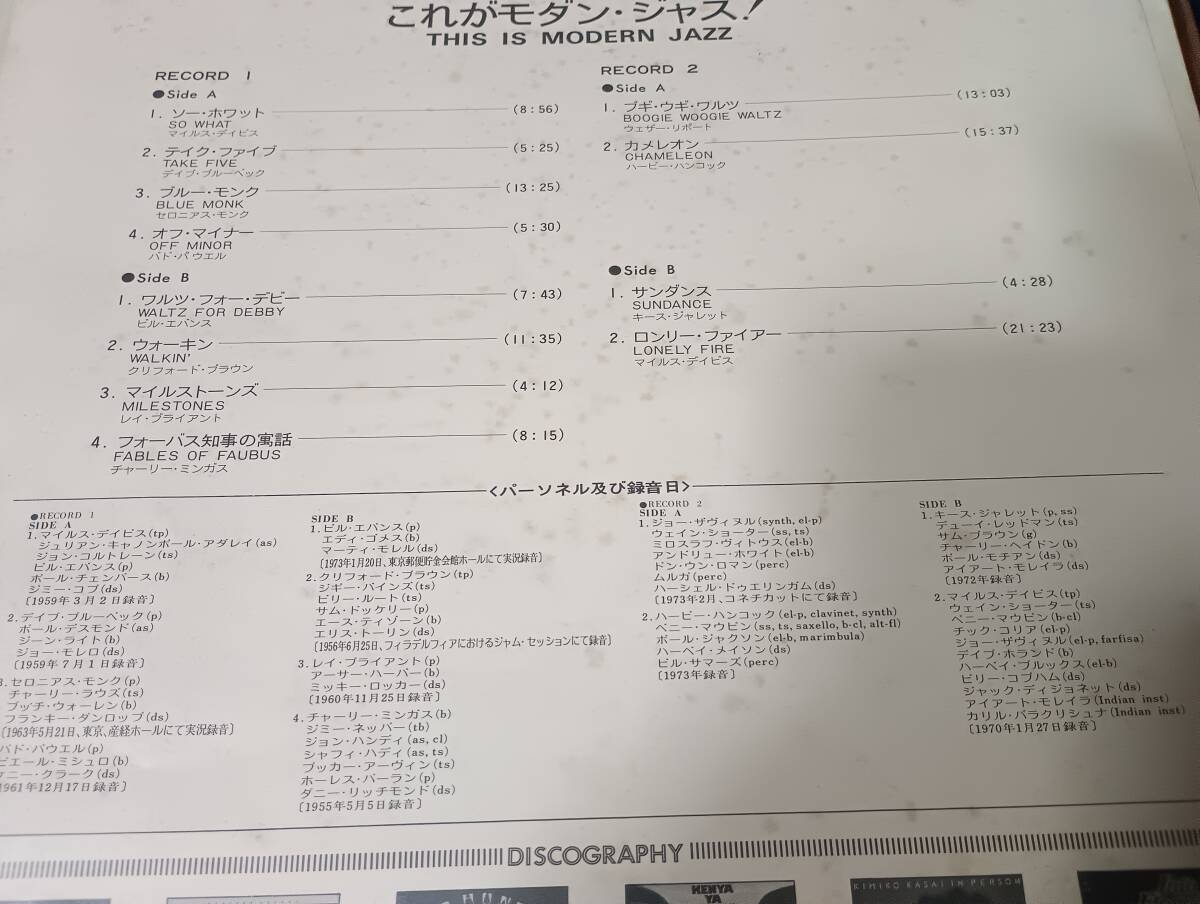 これがモダン・ジャズ!
THIS IS MODERN JAZZ
RECORD 1
●Side A
1. ソー・ホワット (8:56)
SO WHAT
マイルス・デイビス
2. テイク・ファイブ (5:25)
TAKE FIVE
デイブ・ブルーベック
3. ブルー・モンク (13:25)
BLUE MONK
セロニアス・モンク
4. オフ・マイナー (5:30)
OFF MINOR
バド・パウエル
●Side B
1. ワルツ・フォー・デビー (7:43)
WALTZ FOR DEBBY
ビル・エバンス
2. ウォーキン (11:35)
WALKIN'
クリフォード・ブラウン
3. マイルストーンズ (4:12)
MILESTONES
レイ・ブライアント
4. フォーバス知事の寓話 (8:15)
FABLES OF FAUBUS
チャーリー・ミンガス
RECORD 2
●Side A
1. ブギ・ウギ・ワルツ (13:03)
BOOGIE WOOGIE WALTZ
ウェザー・リポート
2. カメレオン (15:37)
CHAMELEON
ハービー・ハンコック
●Side B
1. サンダンス (4:28)
SUNDANCE
キース・ジャレット
2. ロンリー・ファイアー (21:23)
LONELY FIRE
マイルス・デイビス
<パーソネル及び録音日>
●RECORD 1
SIDE A
1.マイルス・デイビス(tp)
ジュリアン・キャノンボール・アダレイ(as)
ジョン・コルトレーン(ts)
ビル・エバンス(p)
ポール・チェンバース(b)
ジミー・コブ(ds)
〔1959年3月2日録音〕
2.デイブ・ブルーベック(p)
ポール・デスモンド(as)
ジーン・ライト(b)
ジョー・モレロ(ds)
〔1959年7月1日録音〕
3.セロニアス・モンク(p)
チャーリー・ラウズ(ts)
ブッチ・ウォーレン(b)
フランキー・ダンロップ(ds)
〔1963年5月21日、東京、産経ホールにて実況録音〕
バド・パウエル(p)
ピエール・ミシュロ(b)
ケニー・クラーク(ds)
1961年12月17日録音〕
SIDE B
1.ビル・エバンス(p)
エディ・ゴメス(b)
マーティ・モレル(ds)
〔1973年1月20日、東京郵便貯金会館ホールにて実況録音〕
2.クリフォード・ブラウン(tp)
ジギー・バインズ(ts)
ビリー・ルート(ts)
サム・ドッケリー(p)
エース・ティゾーン(b)
エリス・トーリン(ds)
〔1956年6月25日、フィラデルフィアにおけるジャム・セッションにて録音〕
3.レイ・ブライアント(p)
アーサー・ハーパー(b)
ミッキー・ロッカー(ds)
〔1960年11月25日録音〕
4.チャーリー・ミンガス(b)
ジミー・ネッパー(tb)
ジョン・ハンディ(as, cl)
シャフィ・ハディ(as, ts)
ブッカー・アーヴィン(ts)
ホーレス・パーラン(p)
ダニー・リッチモンド(ds)
〔1955年5月5日録音〕
●RECORD 2
SIDE A
1.ジョー・ザヴィヌル(synth, el-p)
ウェイン・ショーター(ss, ts)
ミロスラフ・ヴィトウス(el-b)
アンドリュー・ホワイト(el-b)
ドン・ウン・ロマン(perc)
ムルガ(perc)
ハーシェル・ドゥエリンガム(ds)
〔1973年2月、コネチカットにて録音〕
2.ハービー・ハンコック(el-p, clavinet, synth)
ベニー・マウピン(ss, ts, saxello, b-cl, alt-fl)
ポール・ジャクソン(el-b, marimbula)
ハーベイ・メイソン(ds)
ビル・サマーズ(perc)
〔1973年録音〕
SIDE B
1.キース・ジャレット(p, ss)
デューイ・レッドマン(ts)
サム・ブラウン(g)
チャーリー・ヘイドン(b)
ポール・モチアン(ds)
アイアート・モレイラ(ds)
〔1972年録音〕
2.マイルス・デイビス(tp)
ウェイン・ショーター(ts)
ベニー・マウピン(b-cl)
チック・コリア(el-p)
ジョー・ザヴィヌル(el-p, farfisa)
デイブ・ホランド(b)
ハーベイ・ブルックス(el-b)
ビリー・コブハム(ds)
ジャック・ディジョネット(ds)
アイアート・モレイラ(Indian inst)
カリル・バラクリシュナ(Indian inst)
〔1970年1月27日録音〕
DISCOGRAPHY
KENYA
YA
KIMIKO KASAI IN PERSON